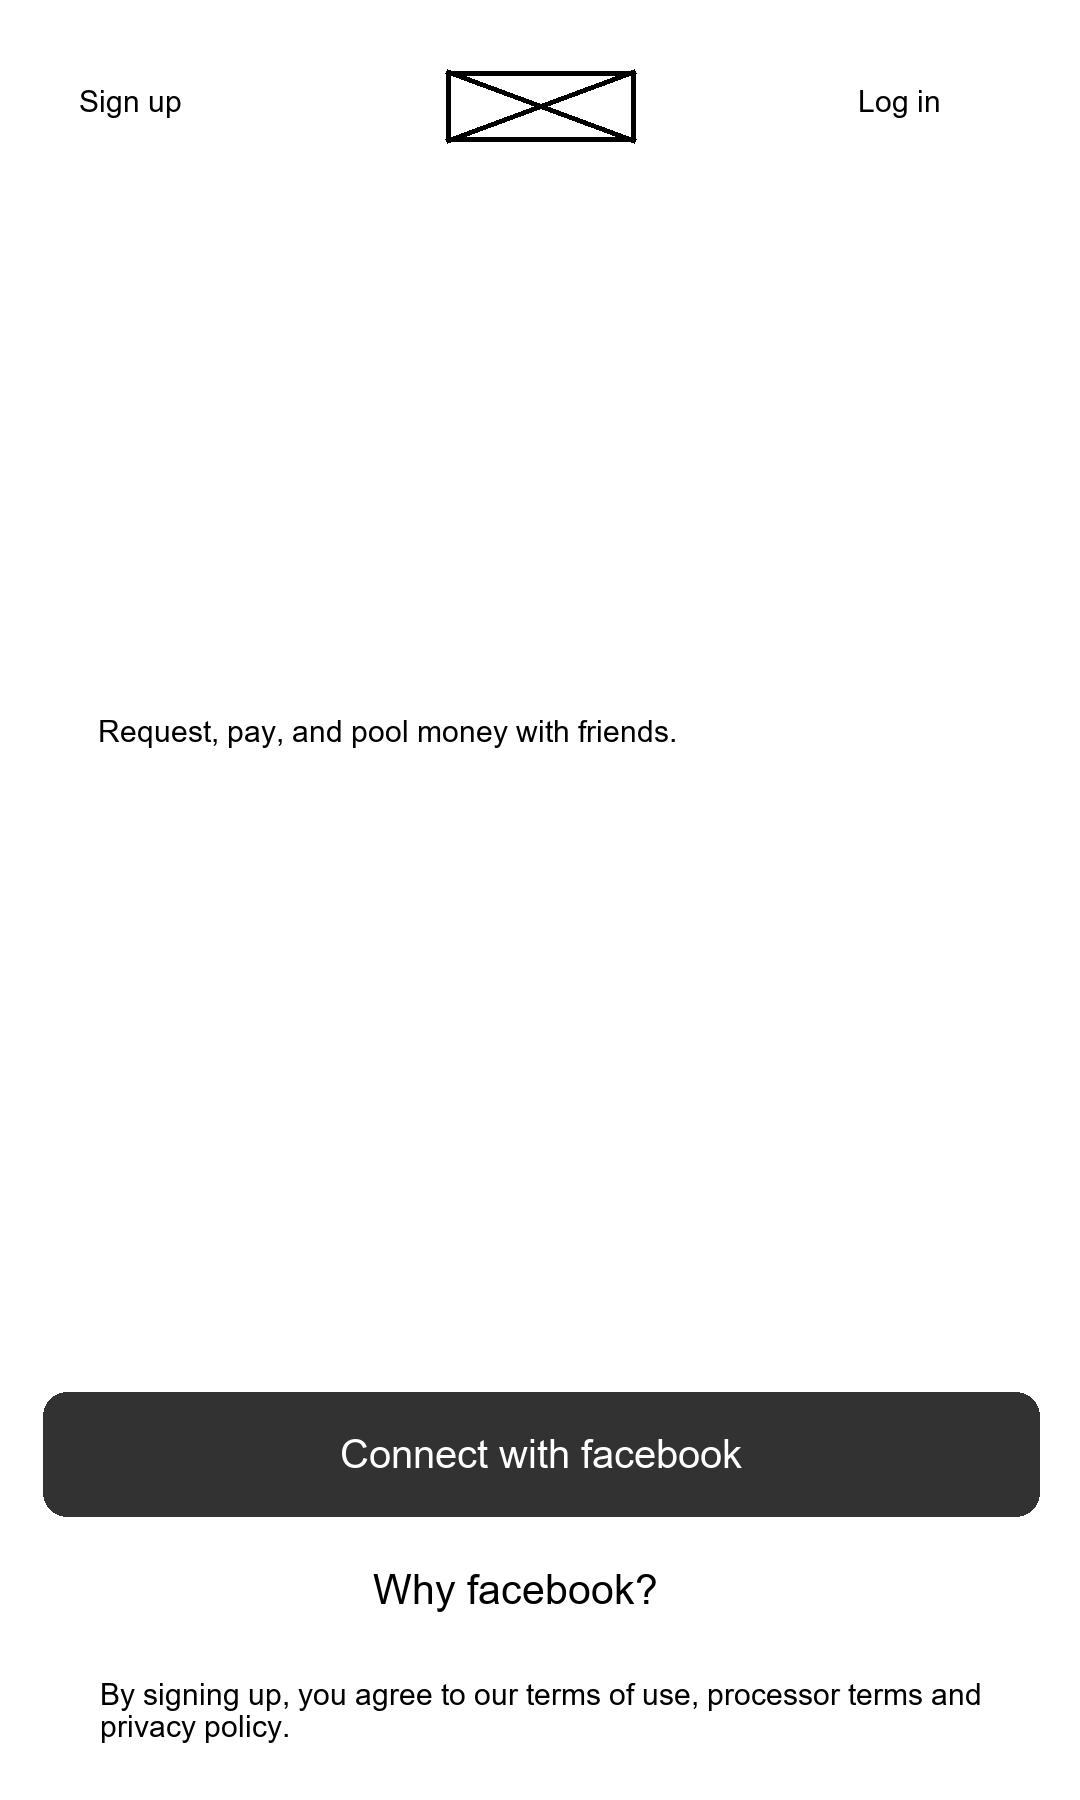 Sign up
Log in
Request, pay, and pool money with friends.
Connect with facebook
Why facebook?
By signing up, you agree to our terms of use, processor terms and
privacy policy.